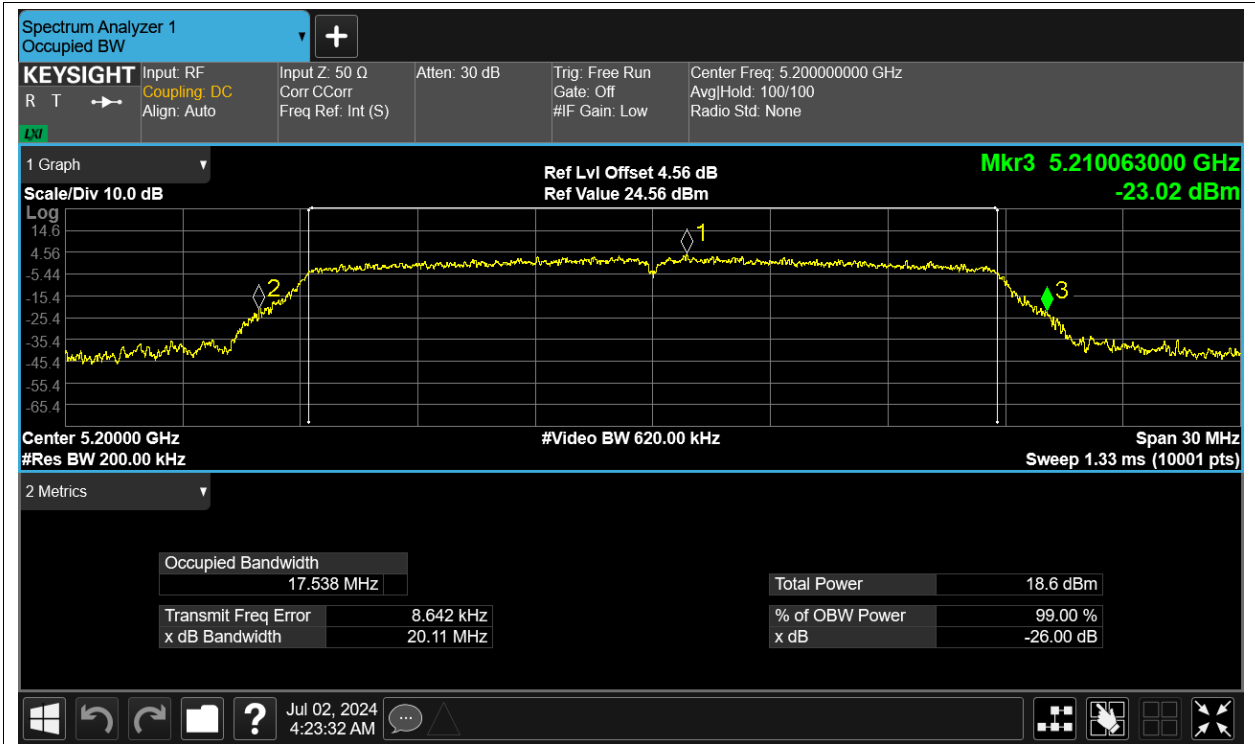 Spectrum Analyzer 1
Occupied BW
+
KEYSIGHT
R T
LXI
Input: RF
Coupling: DC
Align: Auto
Input Z: 50 Ω
Corr CCorr
Freq Ref: Int (S)
Atten: 30 dB
Trig: Free Run
Gate: Off
#IF Gain: Low
Center Freq: 5.200000000 GHz
Avg|Hold: 100/100
Radio Std: None
1 Graph
Scale/Div 10.0 dB
Ref Lvl Offset 4.56 dB
Ref Value 24.56 dBm
Mkr3 5.210063000 GHz
-23.02 dBm
Log
14.6
4.56
-5.44
-15.4
-25.4
-35.4
-45.4
-55.4
-65.4
1
2
3
Center 5.20000 GHz
#Res BW 200.00 kHz
#Video BW 620.00 kHz
Span 30 MHz
Sweep 1.33 ms (10001 pts)
2 Metrics
Occupied Bandwidth
17.538 MHz
Transmit Freq Error 8.642 kHz
x dB Bandwidth 20.11 MHz
Total Power 18.6 dBm
% of OBW Power 99.00 %
x dB -26.00 dB
?
Jul 02, 2024
4:23:32 AM